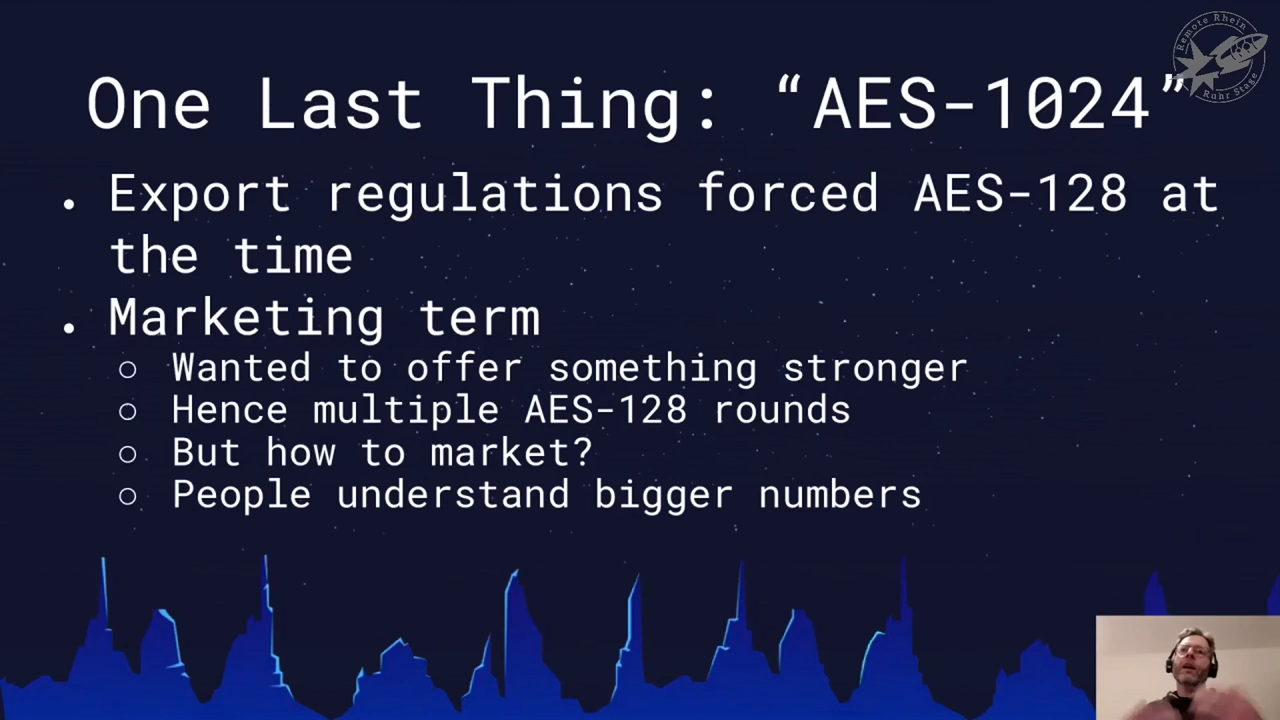 Remote Rhein
Ruhr Stage
One Last Thing: “AES-1024”
• Export regulations forced AES-128 at
the time
• Marketing term
○ Wanted to offer something stronger
○ Hence multiple AES-128 rounds
○ But how to market?
○ People understand bigger numbers